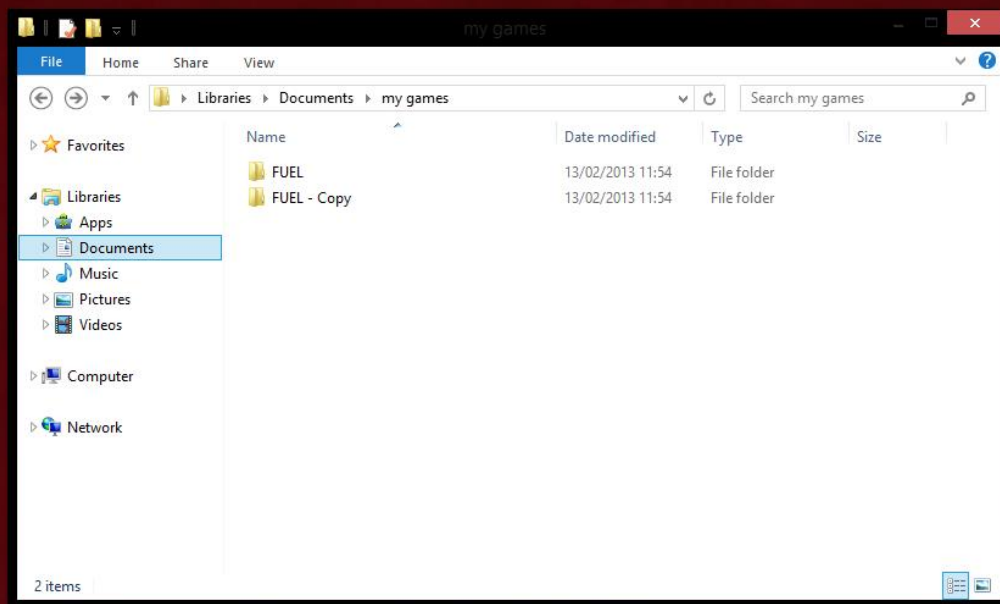 my games
File Home Share View
Libraries Documents my games Search my games
Name Date modified Type Size
Favorites
FUEL 13/02/2013 11:54 File folder
Libraries
FUEL - Copy 13/02/2013 11:54 File folder
Apps
Documents
Music
Pictures
Videos
Computer
Network
2 items